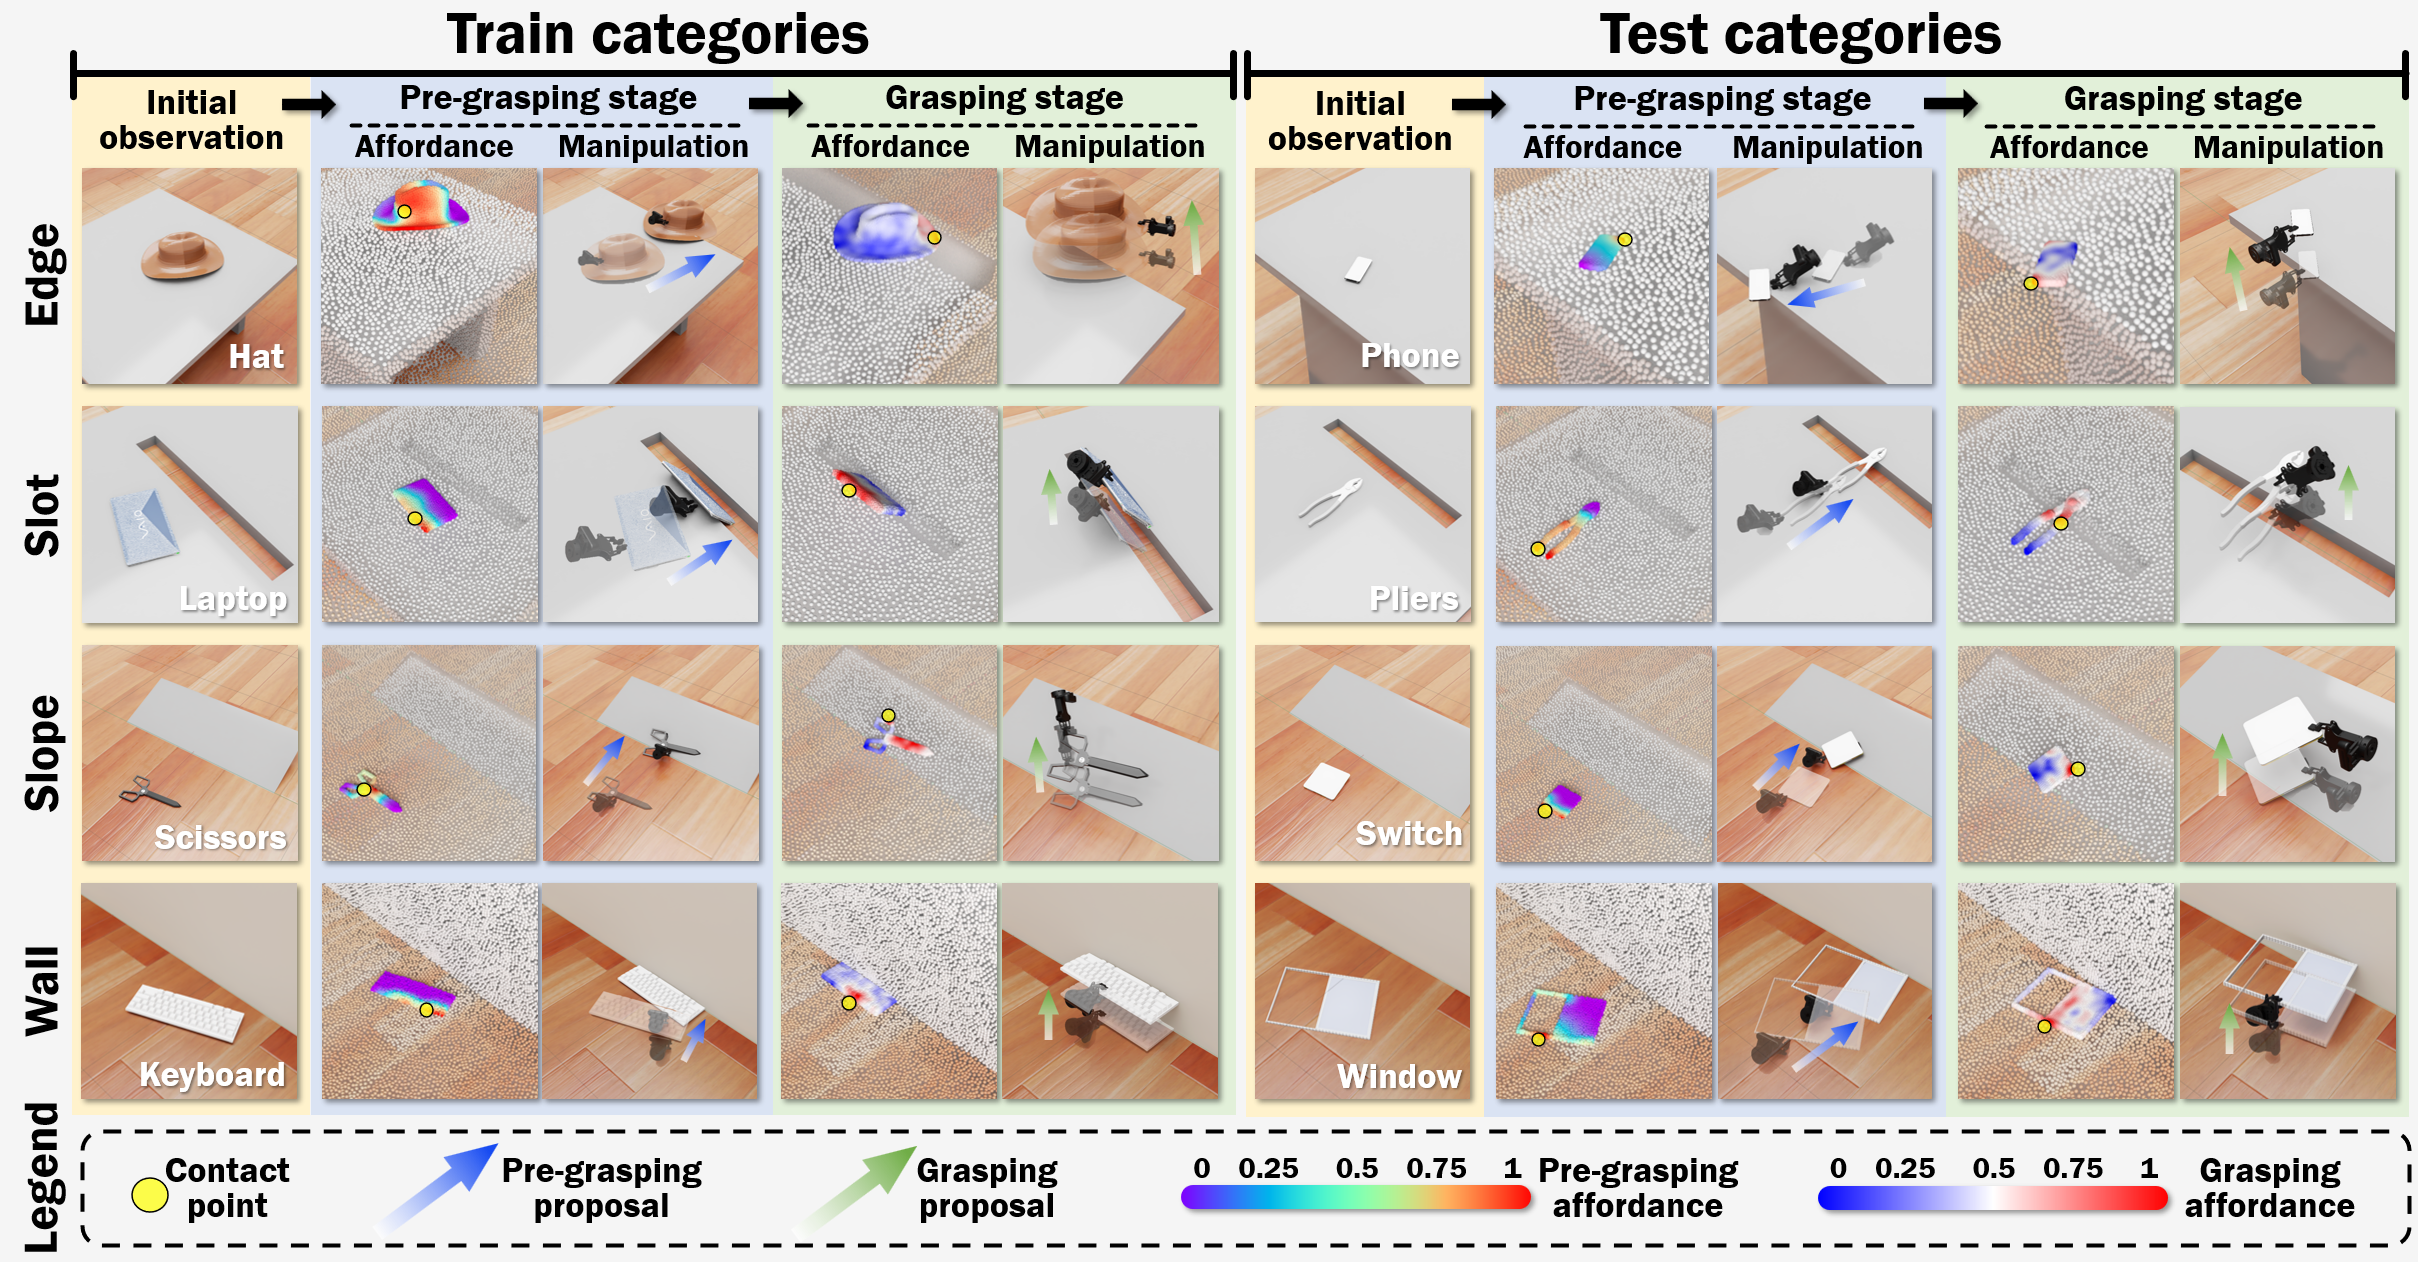 Train categories
Test categories
Initial
observation
Pre-grasping stage
Affordance
Manipulation
Grasping stage
Affordance
Manipulation
Initial
observation
Pre-grasping stage
Affordance
Manipulation
Grasping stage
Affordance
Manipulation
Edge
Hat
Phone
Slot
VAIO
Laptop
Pliers
Slope
Scissors
Switch
Wall
Keyboard
Window
Legend
Contact
point
Pre-grasping
proposal
Grasping
proposal
0 0.25 0.5 0.75 1
Pre-grasping
affordance
0 0.25 0.5 0.75 1
Grasping
affordance